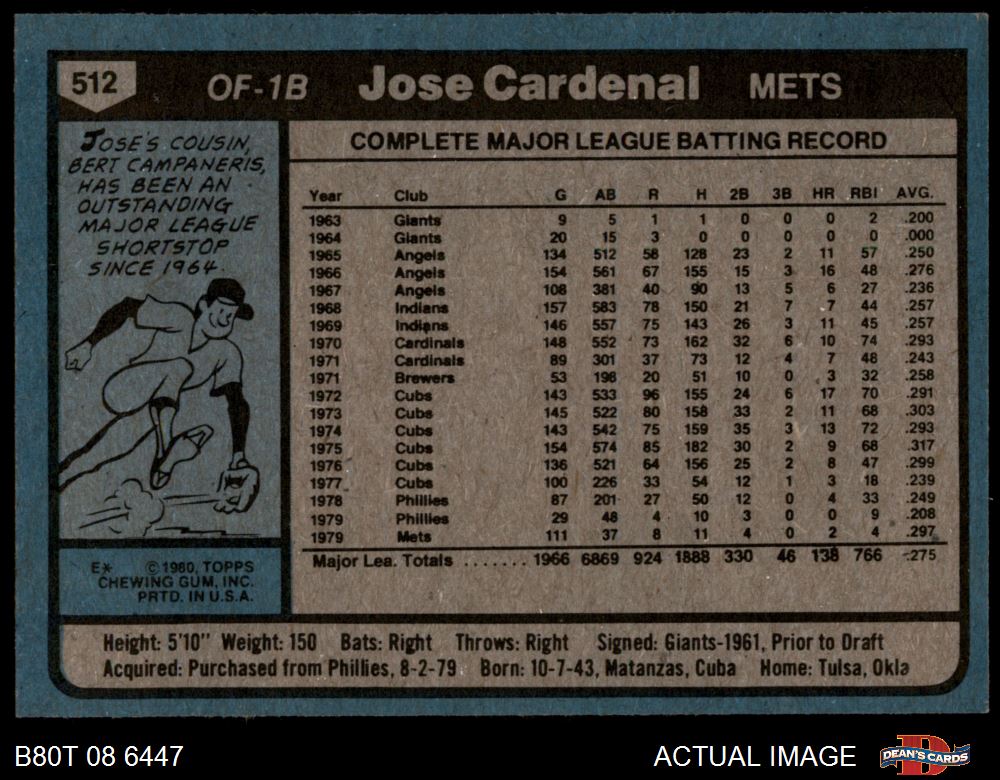 512 OF-1B Jose Cardenal METS
JOSE'S COUSIN,
BERT CAMPANERIS,
HAS BEEN AN
OUTSTANDING
MAJOR LEAGUE
SHORTSTOP
SINCE 1964.
E* ©1980, TOPPS
CHEWING GUM, INC.
PRTD. IN U.S.A.
COMPLETE MAJOR LEAGUE BATTING RECORD
Year Club G AB R H 2B 3B HR RBI AVG.
1963 Giants 9 5 1 1 0 0 0 2 .200
1964 Giants 20 15 3 0 0 0 0 0 .000
1965 Angels 134 512 58 128 23 2 11 57 .250
1966 Angels 154 561 67 155 15 3 16 48 .276
1967 Angels 108 381 40 90 13 5 6 27 .236
1968 Indians 157 583 78 150 21 7 7 44 .257
1969 Indians 146 557 75 143 26 3 11 45 .257
1970 Cardinals 148 552 73 162 32 6 10 74 .293
1971 Cardinals 89 301 37 73 12 4 7 48 .243
1971 Brewers 53 198 20 51 10 0 3 32 .258
1972 Cubs 143 533 96 155 24 6 17 70 .291
1973 Cubs 145 522 80 158 33 2 11 68 .303
1974 Cubs 143 542 75 159 35 3 13 72 .293
1975 Cubs 154 574 85 182 30 2 9 68 .317
1976 Cubs 136 521 64 156 25 2 8 47 .299
1977 Cubs 100 226 33 54 12 1 3 18 .239
1978 Phillies 87 201 27 50 12 0 4 33 .249
1979 Phillies 29 48 4 10 3 0 0 9 .208
1979 Mets 111 37 8 11 4 0 2 4 .297
Major Lea. Totals ....... 1966 6869 924 1888 330 46 138 766 .275
Height: 5'10" Weight: 150 Bats: Right Throws: Right Signed: Giants-1961, Prior to Draft
Acquired: Purchased from Phillies, 8-2-79 Born: 10-7-43, Matanzas, Cuba Home: Tulsa, Okla
B80T 08 6447 ACTUAL IMAGE DEAN'S CARDS